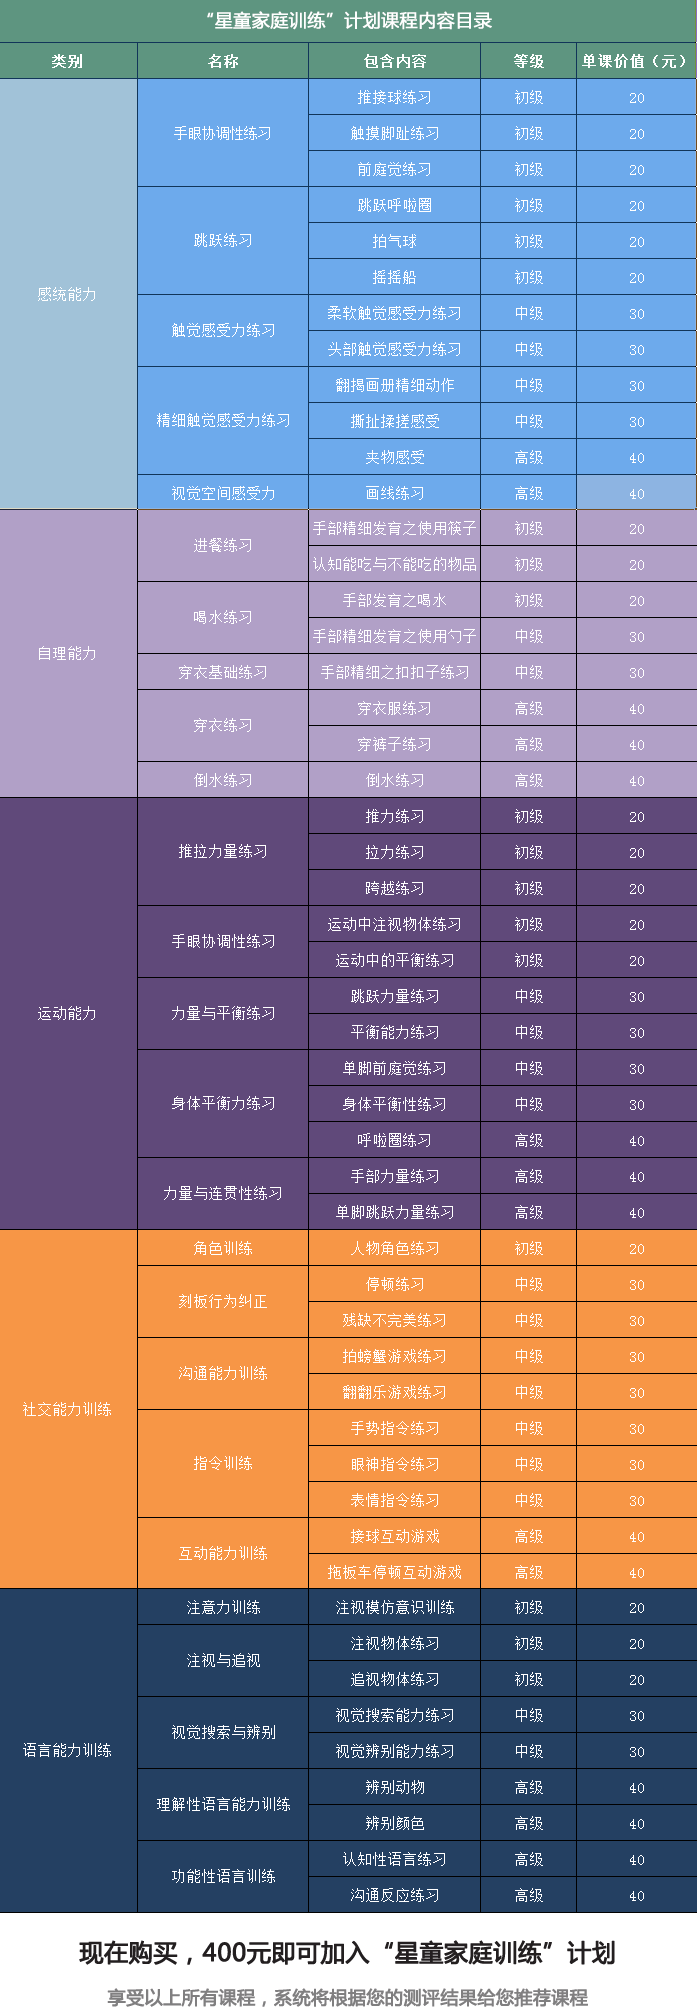 “星童家庭训练”计划课程内容目录
类别 名称 包含内容 等级 单课价值（元）
感统能力
手眼协调性练习
推接球练习 初级 20
触摸脚趾练习 初级 20
前庭觉练习 初级 20
跳跃练习
跳跃呼啦圈 初级 20
拍气球 初级 20
摇摇船 初级 20
触觉感受力练习
柔软触觉感受力练习 中级 30
头部触觉感受力练习 中级 30
精细触觉感受力练习
翻揭画册精细动作 中级 30
撕扯揉搓感受 中级 30
夹物感受 高级 40
视觉空间感受力 画线练习 高级 40
自理能力
进餐练习
手部精细发育之使用筷子 初级 20
认知能吃与不能吃的物品 初级 20
喝水练习
手部发育之喝水 初级 20
手部精细发育之使用勺子 中级 30
穿衣基础练习 手部精细之扣扣子练习 中级 30
穿衣练习
穿衣服练习 高级 40
穿裤子练习 高级 40
倒水练习 倒水练习 高级 40
运动能力
推拉力量练习
推力练习 初级 20
拉力练习 初级 20
跨越练习 初级 20
手眼协调性练习
运动中注视物体练习 初级 20
运动中的平衡练习 初级 20
力量与平衡练习
跳跃力量练习 中级 30
平衡能力练习 中级 30
身体平衡力练习
单脚前庭觉练习 中级 30
身体平衡性练习 中级 30
呼啦圈练习 高级 40
力量与连贯性练习
手部力量练习 高级 40
单脚跳跃力量练习 高级 40
社交能力训练
角色训练 人物角色练习 初级 20
刻板行为纠正
停顿练习 中级 30
残缺不完美练习 中级 30
沟通能力训练
拍螃蟹游戏练习 中级 30
翻翻乐游戏练习 中级 30
指令训练
手势指令练习 中级 30
眼神指令练习 中级 30
表情指令练习 中级 30
互动能力训练
接球互动游戏 高级 40
拖板车停顿互动游戏 高级 40
语言能力训练
注意力训练 注视模仿意识训练 初级 20
注视与追视
注视物体练习 初级 20
追视物体练习 初级 20
视觉搜索与辨别
视觉搜索能力练习 中级 30
视觉辨别能力练习 中级 30
理解性语言能力训练
辨别动物 高级 40
辨别颜色 高级 40
功能性语言训练
认知性语言练习 高级 40
沟通反应练习 高级 40
现在购买，400元即可加入“星童家庭训练”计划
享受以上所有课程，系统将根据您的测评结果给您推荐课程